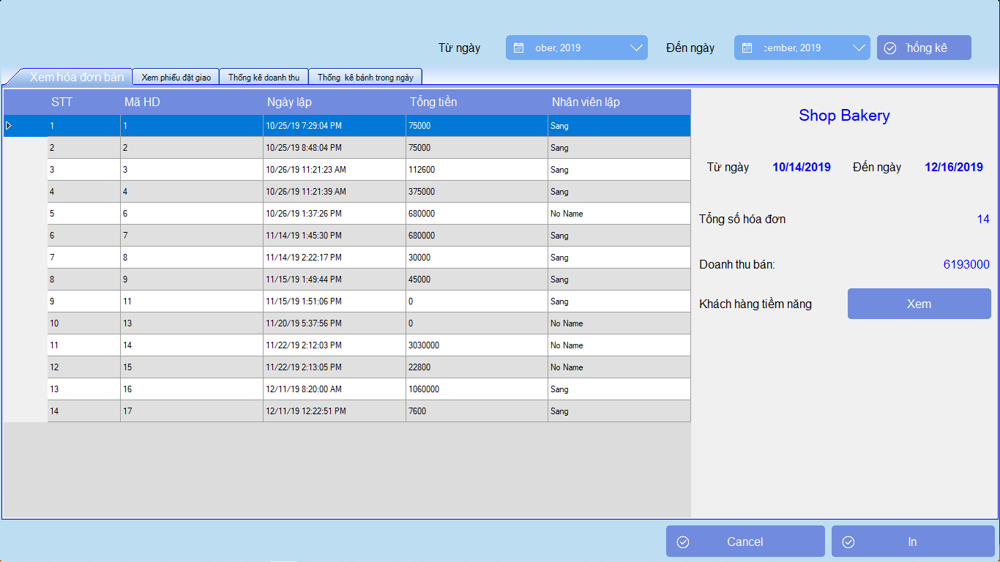 Từ ngày ober, 2019 Đến ngày cember, 2019 hống kê
Xem hóa đơn bán Xem phiếu đặt giao Thống kê doanh thu Thống kê bánh trong ngày
STT Mã HD Ngày lập Tổng tiền Nhân viên lập
1 1 10/25/19 7:29:04 PM 75000 Sang
2 2 10/25/19 8:48:04 PM 75000 Sang
3 3 10/26/19 11:21:23 AM 112600 Sang
4 4 10/26/19 11:21:39 AM 375000 Sang
5 6 10/26/19 1:37:26 PM 680000 No Name
6 7 11/14/19 1:45:30 PM 680000 Sang
7 8 11/14/19 2:22:17 PM 30000 Sang
8 9 11/15/19 1:49:44 PM 45000 Sang
9 11 11/15/19 1:51:06 PM 0 Sang
10 13 11/20/19 5:37:56 PM 0 No Name
11 14 11/22/19 2:12:03 PM 3030000 No Name
12 15 11/22/19 2:13:05 PM 22800 No Name
13 16 12/11/19 8:20:00 AM 1060000 Sang
14 17 12/11/19 12:22:51 PM 7600 Sang
Shop Bakery
Từ ngày 10/14/2019 Đến ngày 12/16/2019
Tổng số hóa đơn 14
Doanh thu bán: 6193000
Khách hàng tiềm năng Xem
Cancel In